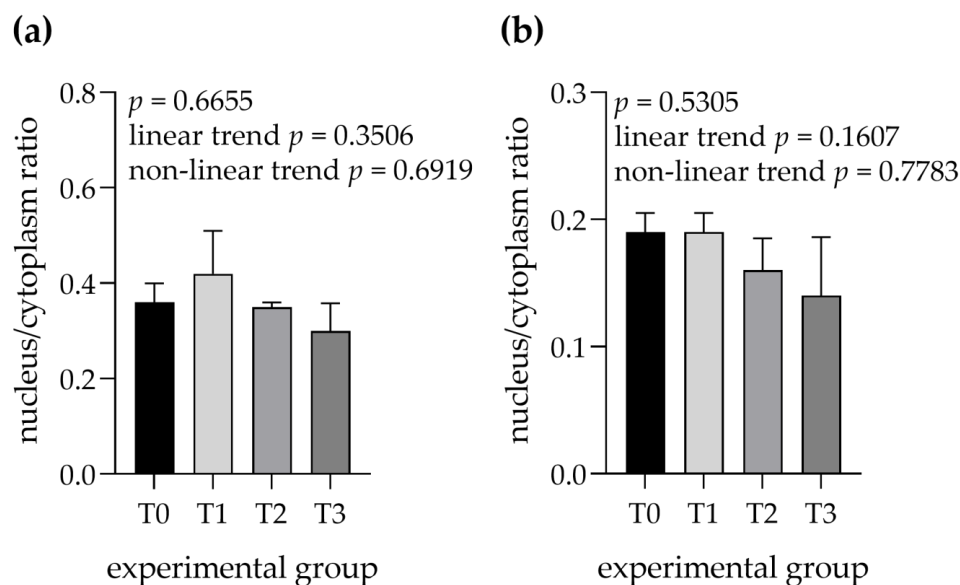 (a)
nucleus/cytoplasm ratio
0.8
0.6
0.4
0.2
0.0
p = 0.6655
linear trend p = 0.3506
non-linear trend p = 0.6919
T0 T1 T2 T3
experimental group
(b)
nucleus/cytoplasm ratio
0.3
0.2
0.1
0.0
p = 0.5305
linear trend p = 0.1607
non-linear trend p = 0.7783
T0 T1 T2 T3
experimental group